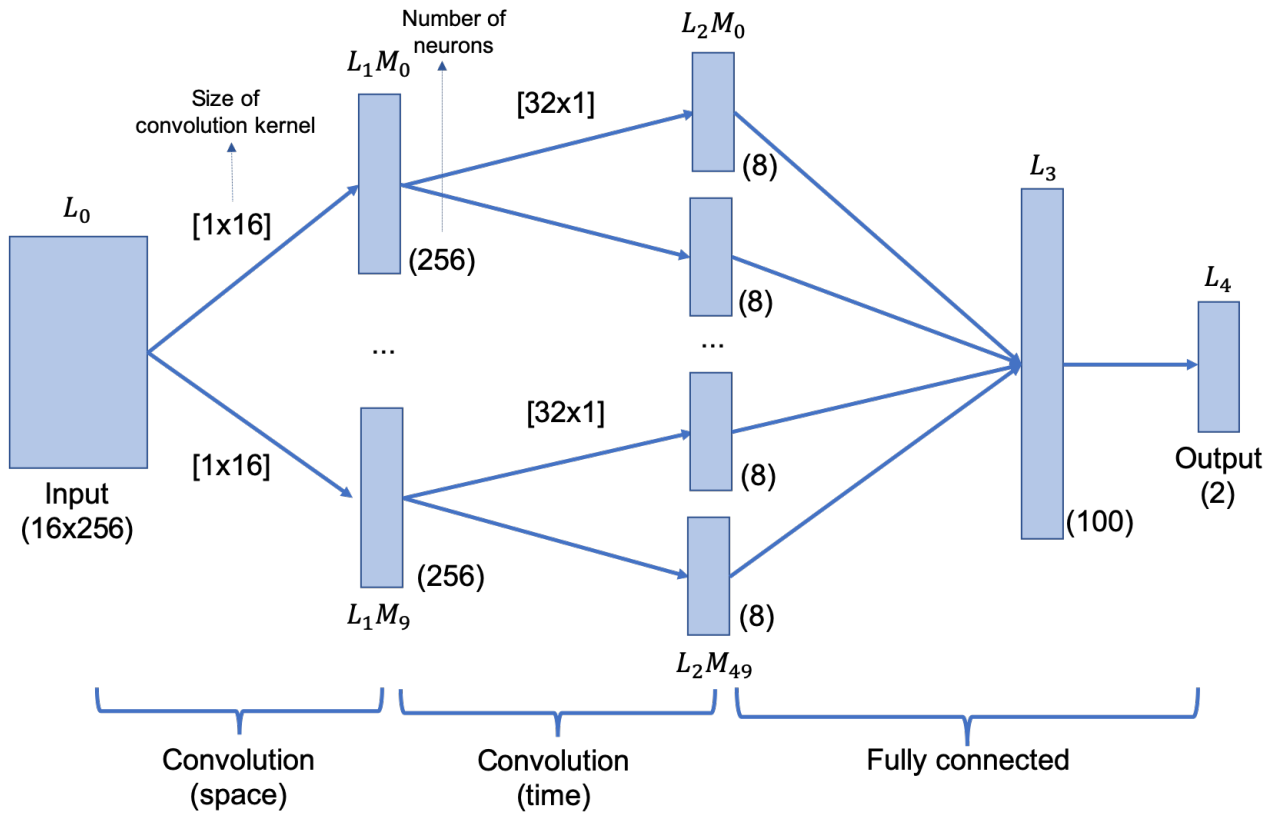 Number of
neurons
L₂M₀
L₁M₀
Size of
convolution kernel
[32x1]
(8)
L₃
L₀
[1x16]
(256)
(8)
L₄
...
...
[32x1]
[1x16]
(8)
Output
(2)
Input
(16x256)
(100)
(256)
L₁M₉
(8)
L₂M₄₉
Convolution
(space)
Convolution
(time)
Fully connected